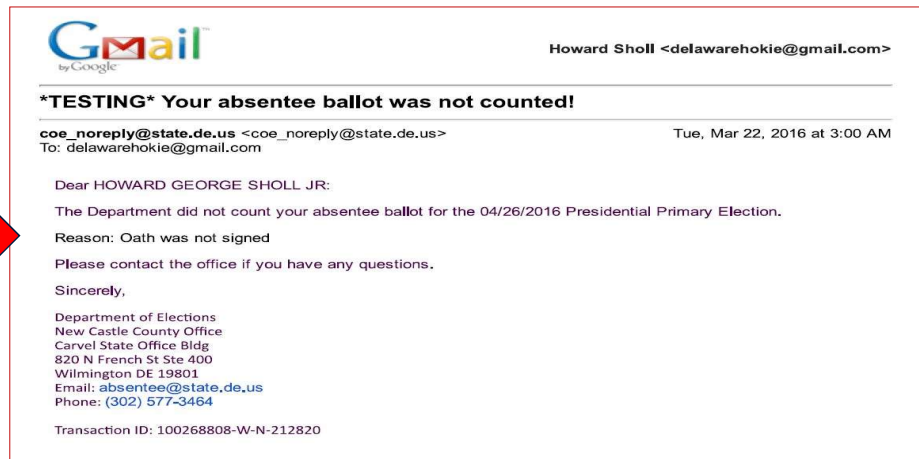 Gmail
by Google
Howard Sholl <delawarehokie@gmail.com>
*TESTING* Your absentee ballot was not counted!
coe_noreply@state.de.us <coe_noreply@state.de.us> Tue, Mar 22, 2016 at 3:00 AM
To: delawarehokie@gmail.com
Dear HOWARD GEORGE SHOLL JR:
The Department did not count your absentee ballot for the 04/26/2016 Presidential Primary Election.
Reason: Oath was not signed
Please contact the office if you have any questions.
Sincerely,
Department of Elections
New Castle County Office
Carvel State Office Bldg
820 N French St Ste 400
Wilmington DE 19801
Email: absentee@state.de.us
Phone: (302) 577-3464
Transaction ID: 100268808-W-N-212820